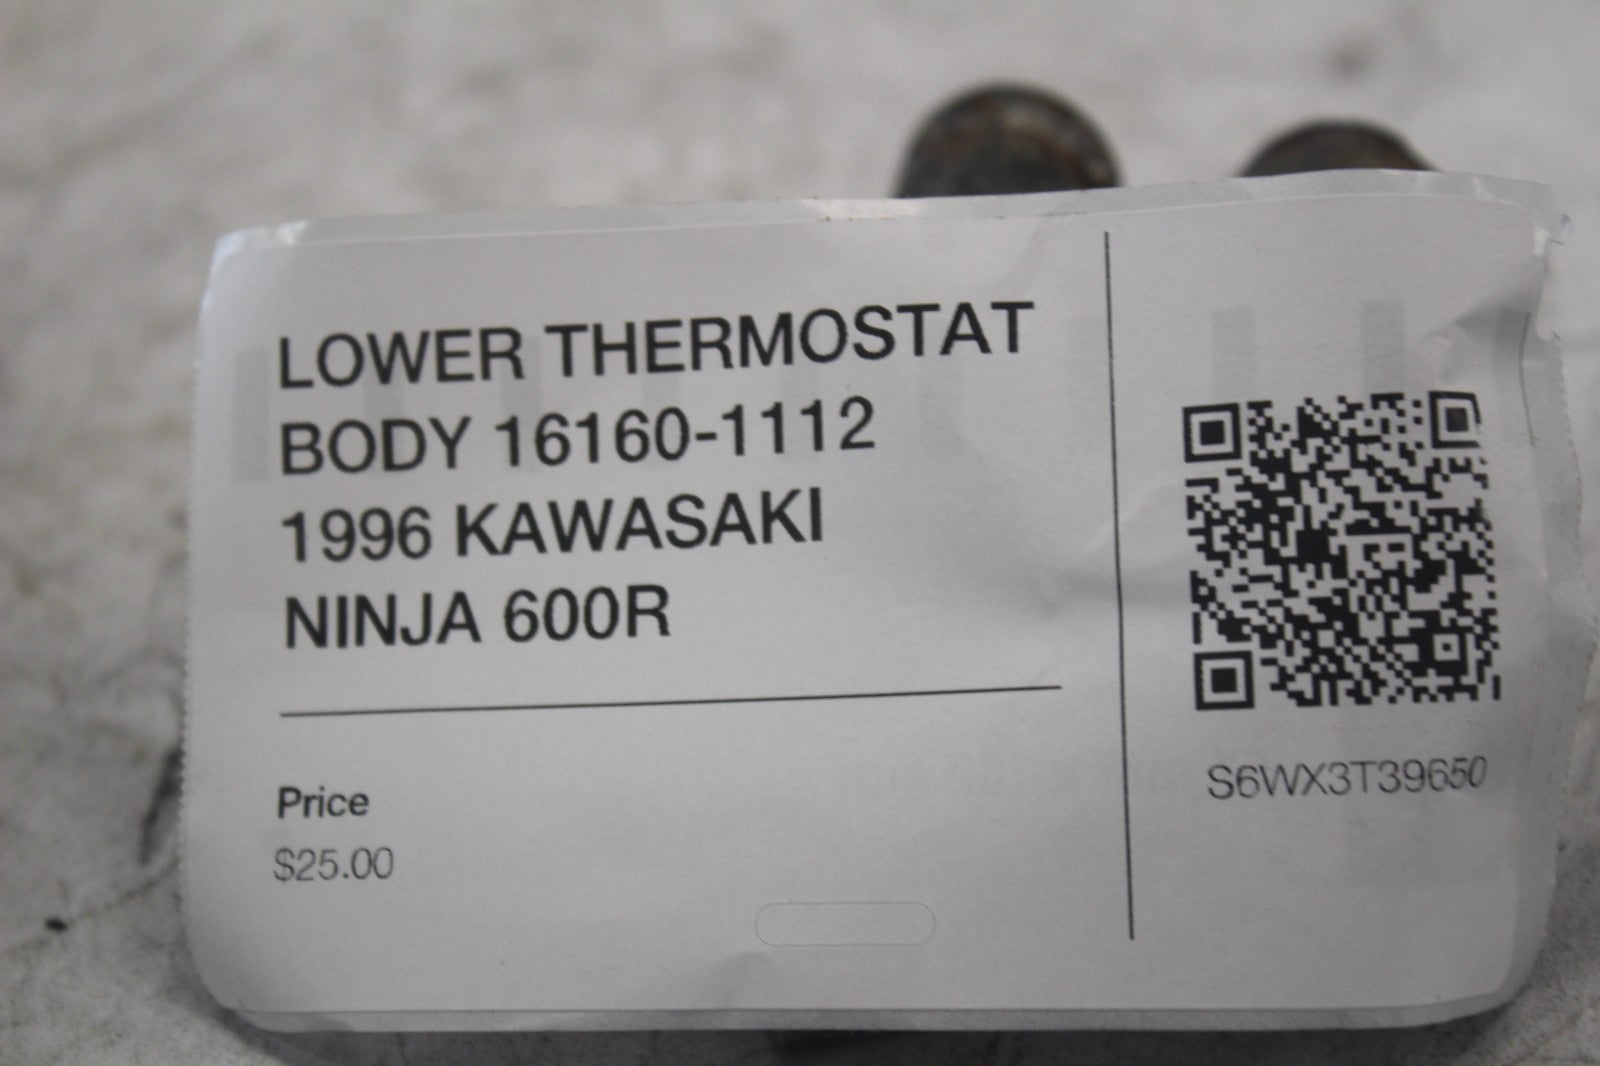 LOWER THERMOSTAT
BODY 16160-1112
1996 KAWASAKI
NINJA 600R
Price
$25.00
S6WX3T39650